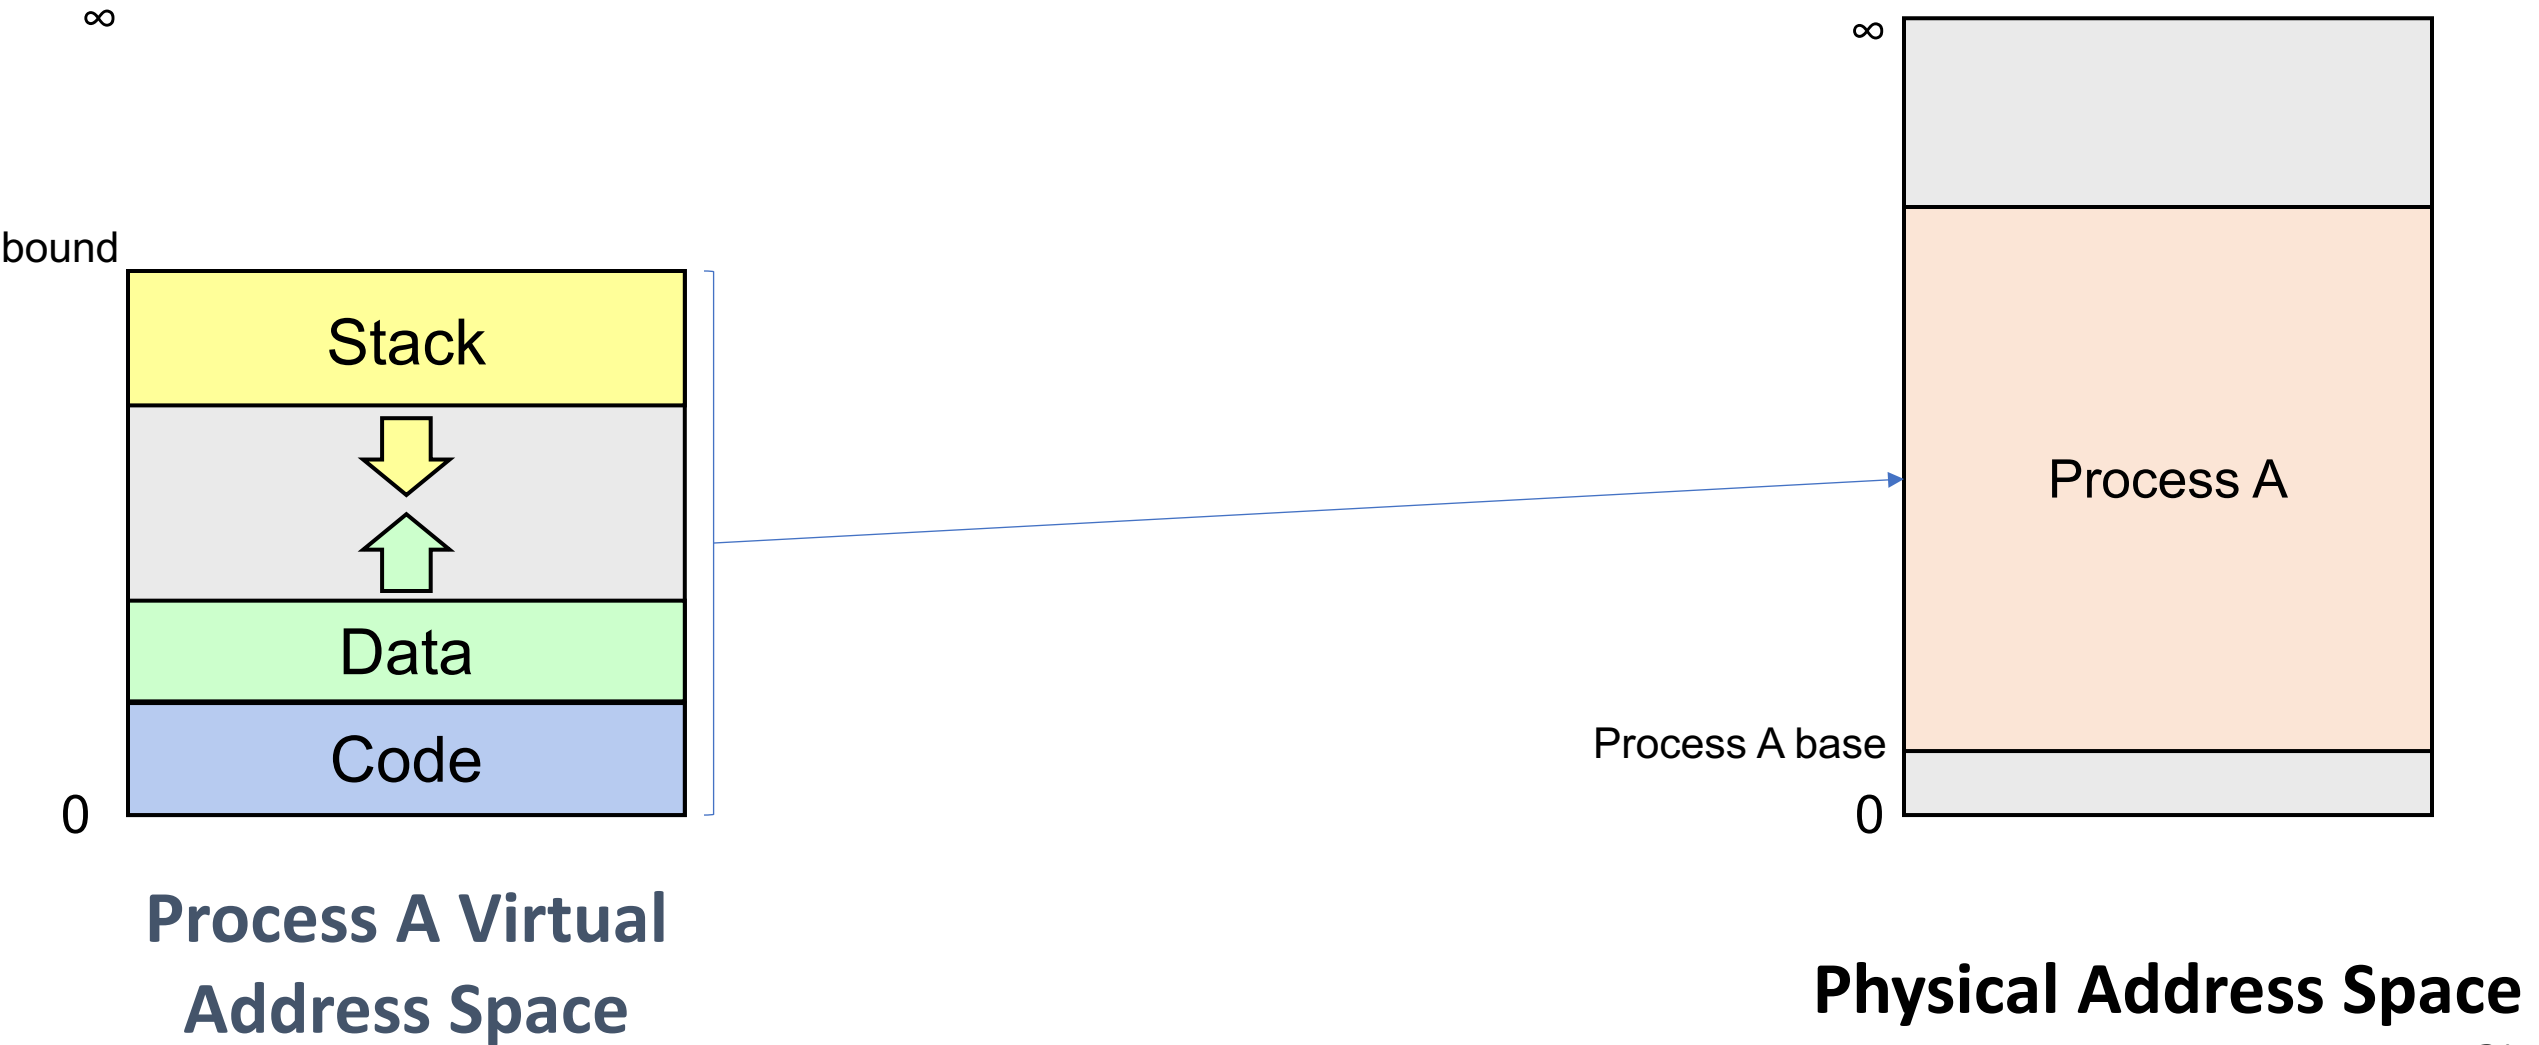 ∞
∞
bound
Stack
Process A
Data
Process A base
Code
0
0
Process A Virtual
Address Space
Physical Address Space